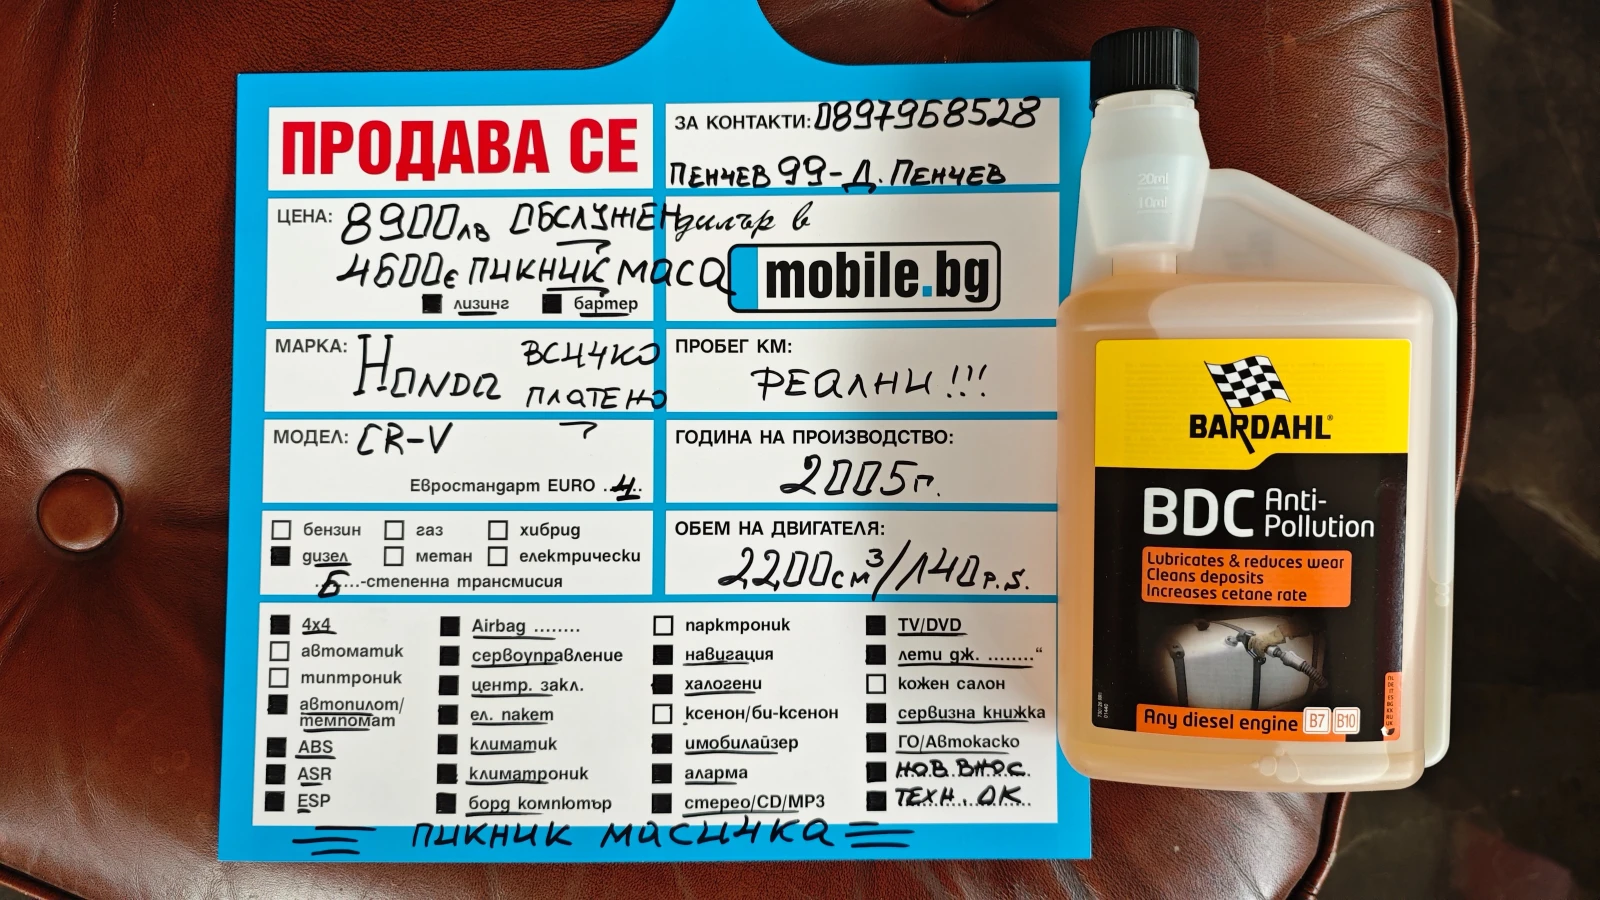 ПРОДАВА СЕ
ЗА КОНТАКТИ: 0897968528
ПЕНЧЕВ 99-Д. ПЕНЧЕВ
ЦЕНА: 8900лв ОБСЛУЖЕН
4600€ ПИКНИК МАСА
дилър в
mobile.bg
лизинг бартер
МАРКА: HONDA ВСИЧКО
ПЛАТЕНО
ПРОБЕГ КМ:
РЕАЛНИ!!!
МОДЕЛ: CR-V
Евростандарт EURO ..4..
ГОДИНА НА ПРОИЗВОДСТВО:
2005г.
бензин газ хибрид
дизел метан електрически
..6...-степенна трансмисия
ОБЕМ НА ДВИГАТЕЛЯ:
2200см³/140P.S.
4x4
автоматик
типтроник
автопилот/
темпомат
ABS
ASR
ESP
Airbag ........
сервоуправление
центр. закл.
ел. пакет
климатик
климатроник
борд компютър
парктроник
навигация
халогени
ксенон/би-ксенон
имобилайзер
аларма
стерео/CD/MP3
TV/DVD
лети дж. ........"
кожен салон
сервизна книжка
ГО/Автокаско
НОВ ВНОС
ТЕХН. ОК
ПИКНИК МАСИЧКА
20ml
10ml
BARDAHL®
BDC Anti-
Pollution
Lubricates & reduces wear
Cleans deposits
Increases cetane rate
Any diesel engine B7 B10